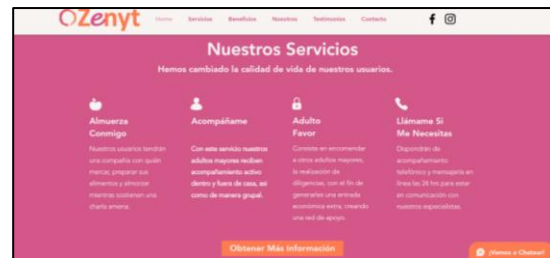 OZenyt
Home Servicios Beneficios Nosotros Testimonios Contacto
Nuestros Servicios
Hemos cambiado la calidad de vida de nuestros usuarios.
Almuerza
Conmigo
Nuestros usuarios tendrán
una compañía con quién
mercar, preparar sus
alimentos y almorzar
mientras sostienen una
charla amena.
Acompáñame
Con este servicio nuestros
adultos mayores reciben
acompañamiento activo
dentro y fuera de casa, así
como de manera grupal.
Adulto
Favor
Consiste en encomendar
a otros adultos mayores,
la realización de
diligencias, con el fin de
generarles una entrada
económica extra, creando
una red de apoyo.
Llámame Si
Me Necesitas
Dispondrán de
acompañamiento
telefónico y mensajería en
línea las 24 hrs para estar
en comunicación con
nuestros especialistas.
Obtener Más Información
¡Vamos a Chatear!